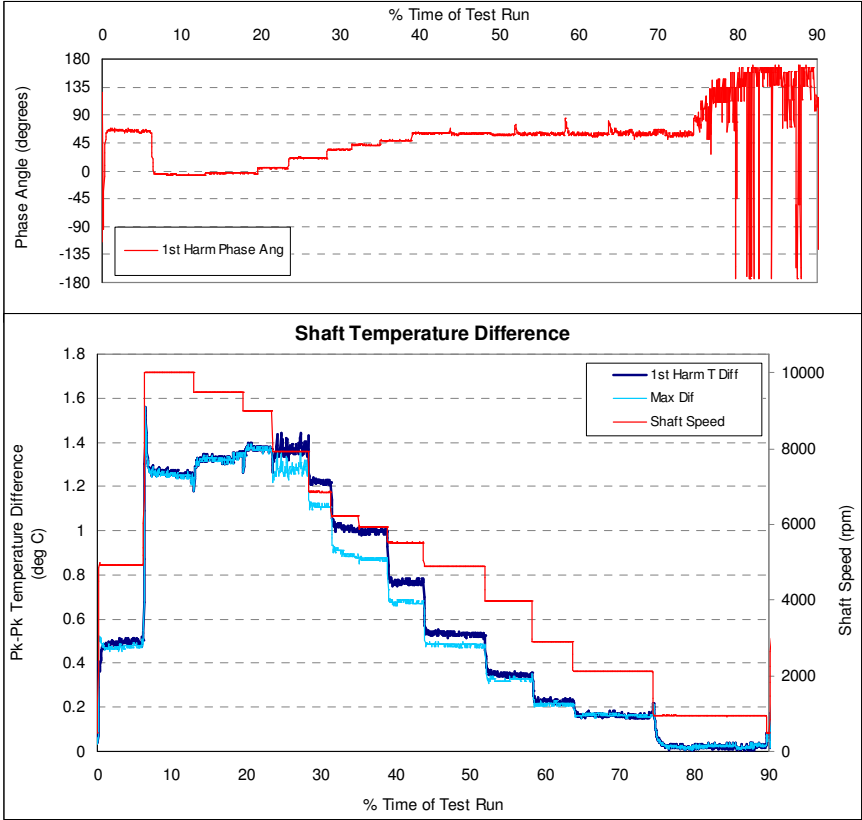 % Time of Test Run
0 10 20 30 40 50 60 70 80 90
Phase Angle (degrees)
180
135
90
45
0
-45
-90
-135
-180
1st Harm Phase Ang
Shaft Temperature Difference
Pk-Pk Temperature Difference
(deg C)
1.8
1.6
1.4
1.2
1
0.8
0.6
0.4
0.2
0
1st Harm T Diff
Max Dif
Shaft Speed
10000
8000
6000
4000
2000
0
Shaft Speed (rpm)
0 10 20 30 40 50 60 70 80 90
% Time of Test Run